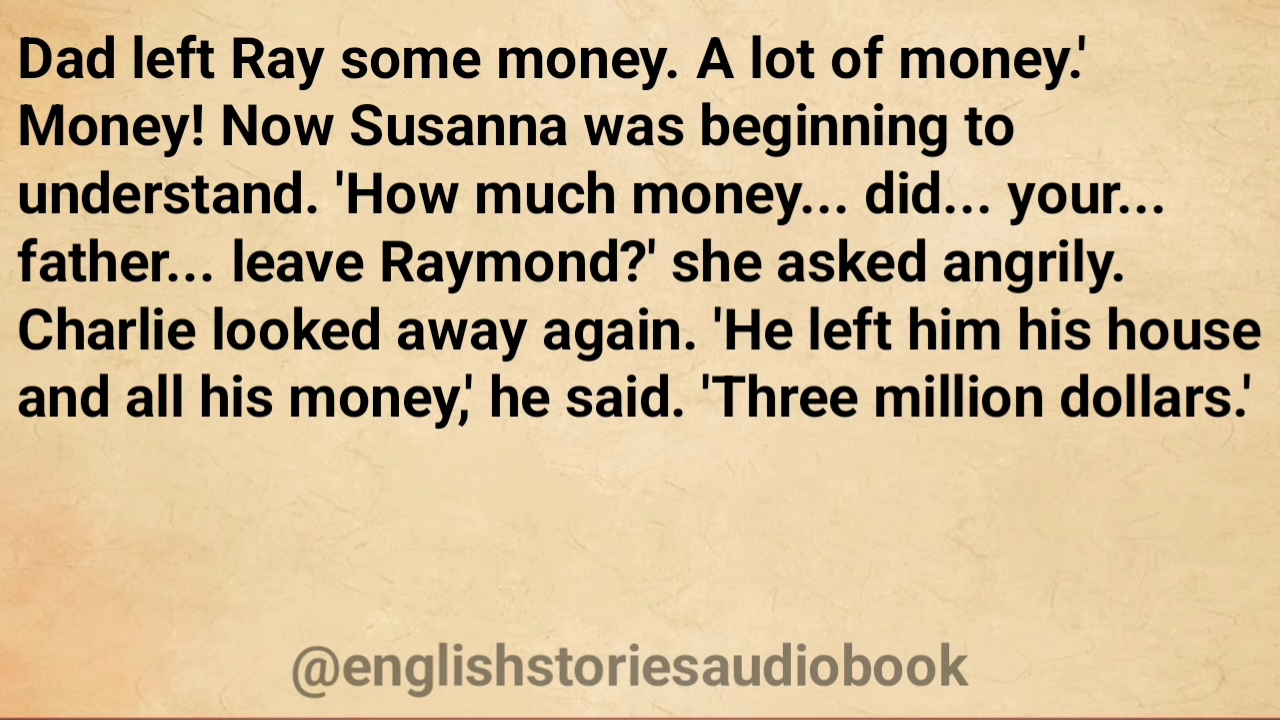 Dad left Ray some money. A lot of money.'
Money! Now Susanna was beginning to
understand. 'How much money... did... your...
father... leave Raymond?' she asked angrily.
Charlie looked away again. 'He left him his house
and all his money,' he said. 'Three million dollars.'
@englishstoriesaudiobook